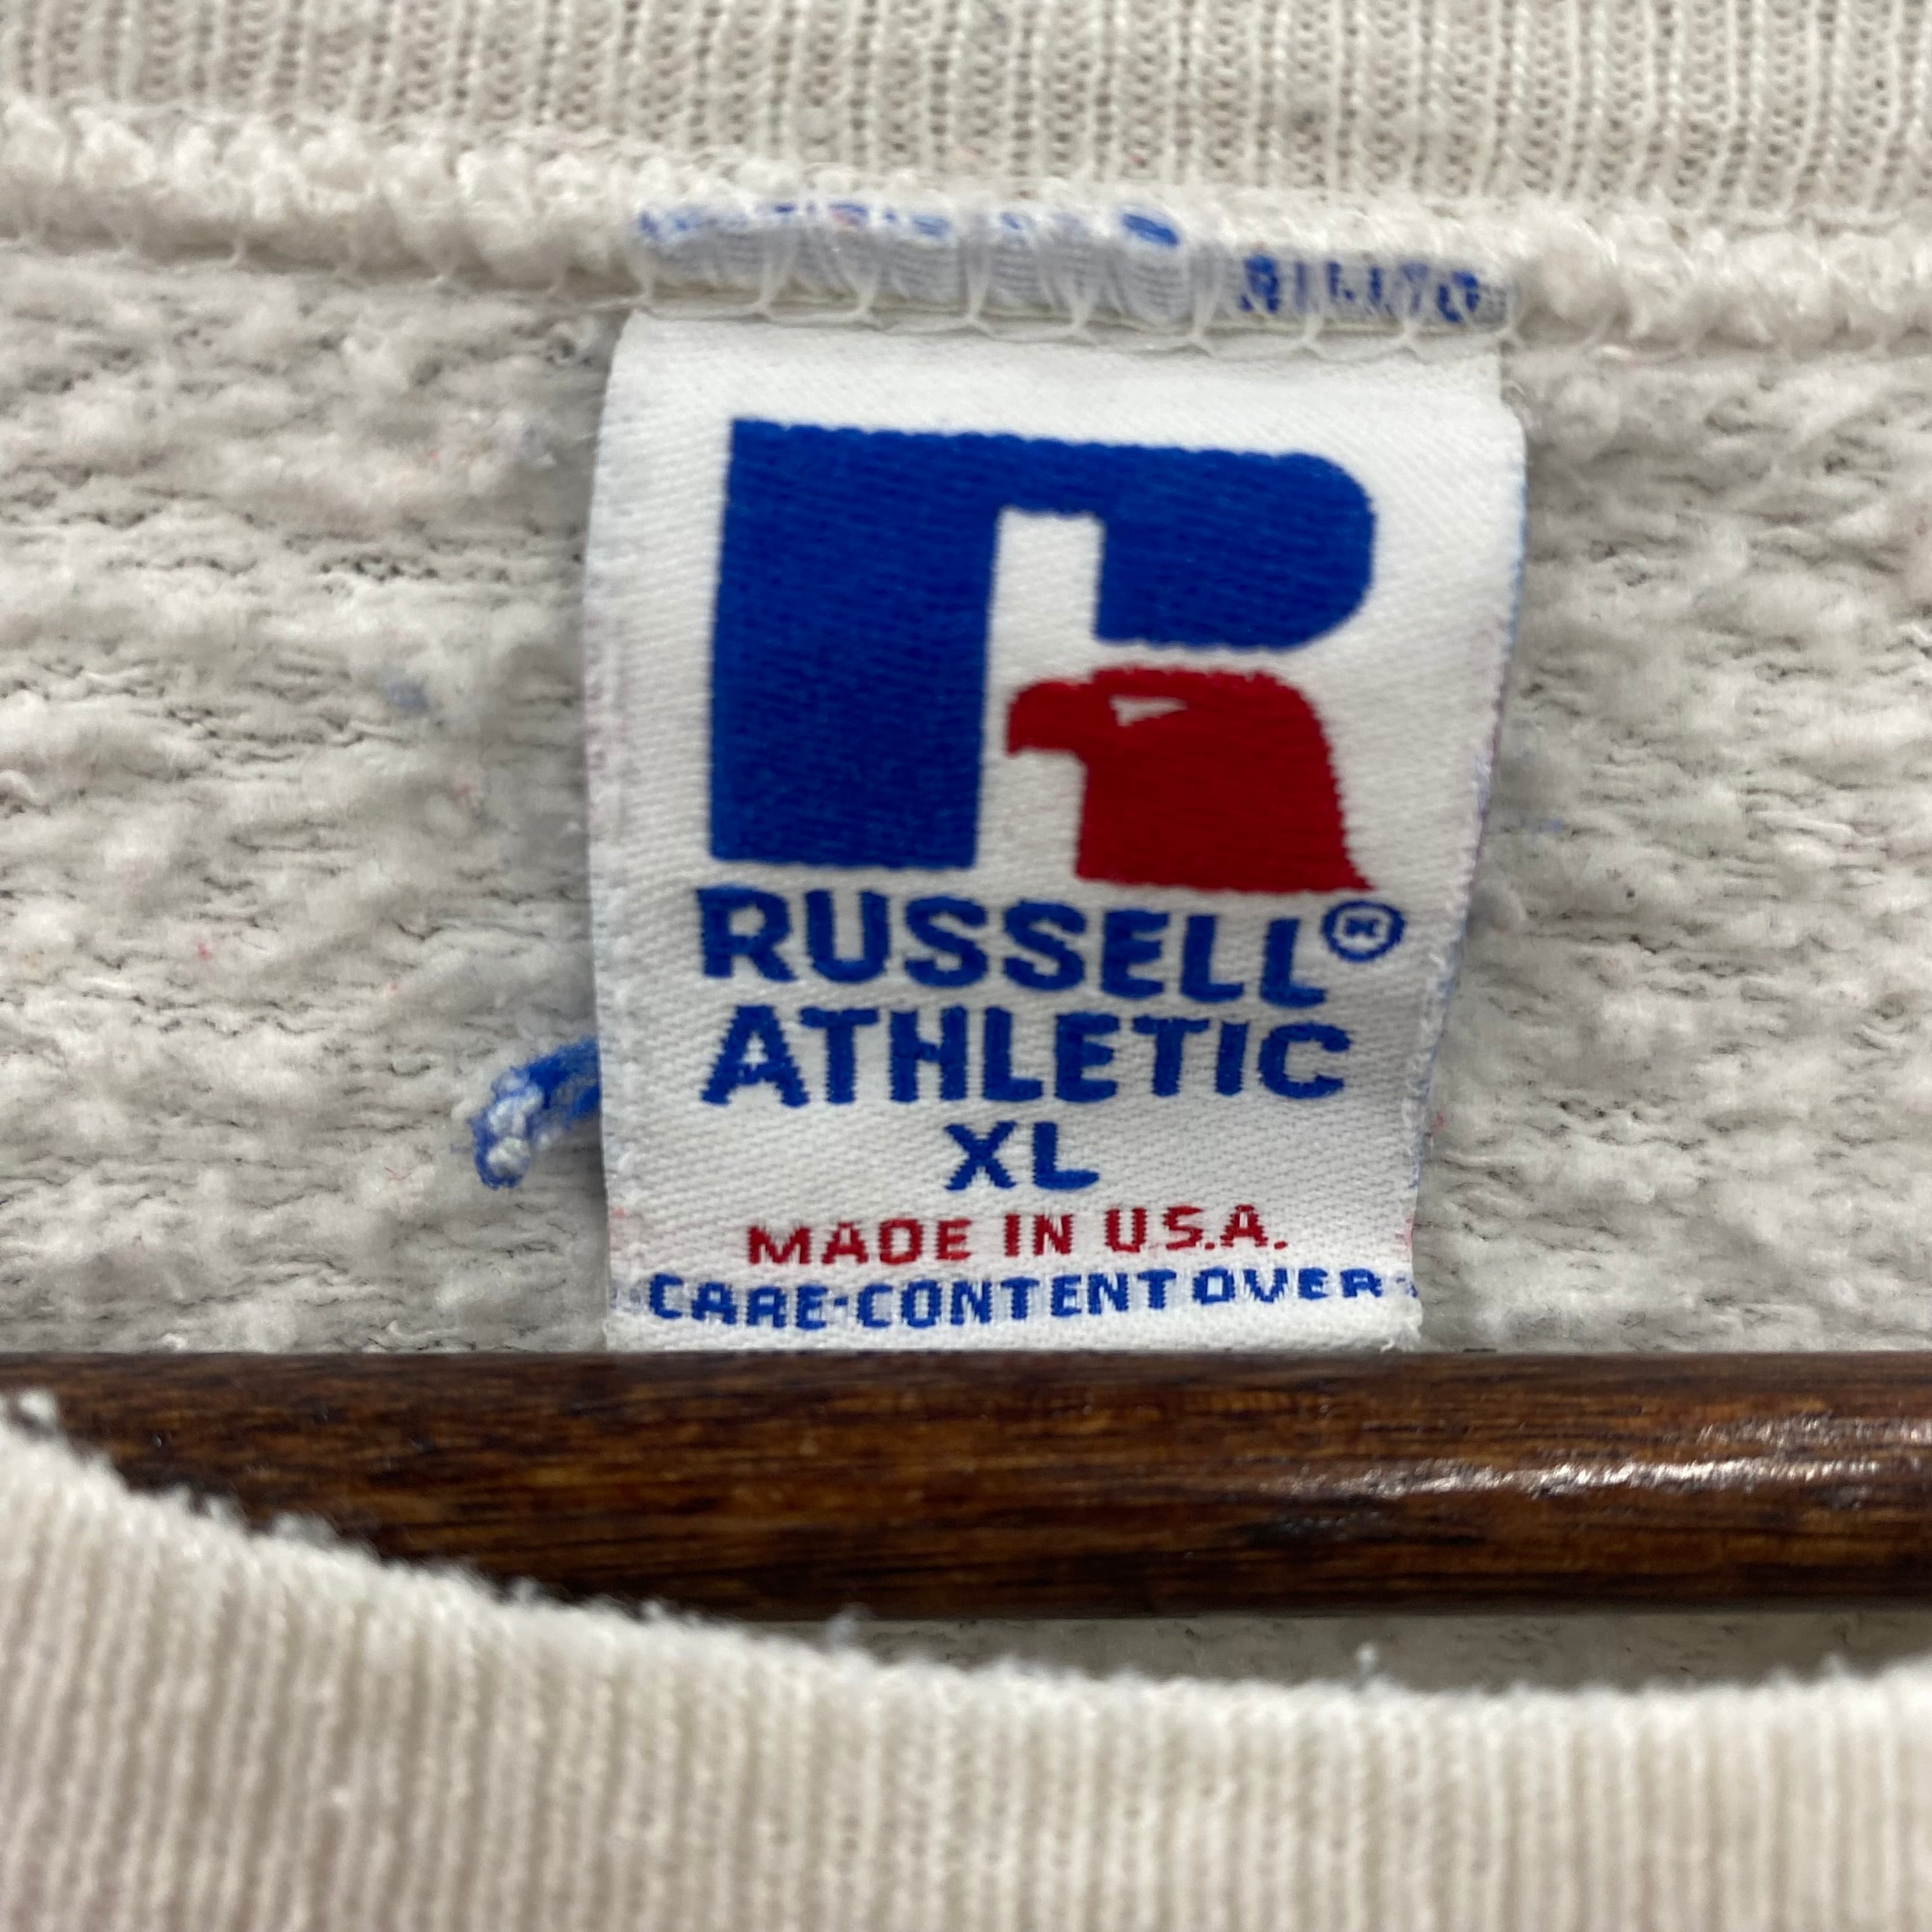 RUSSELL®
ATHLETIC
XL
MADE IN U.S.A.
CARE-CONTENT OVER